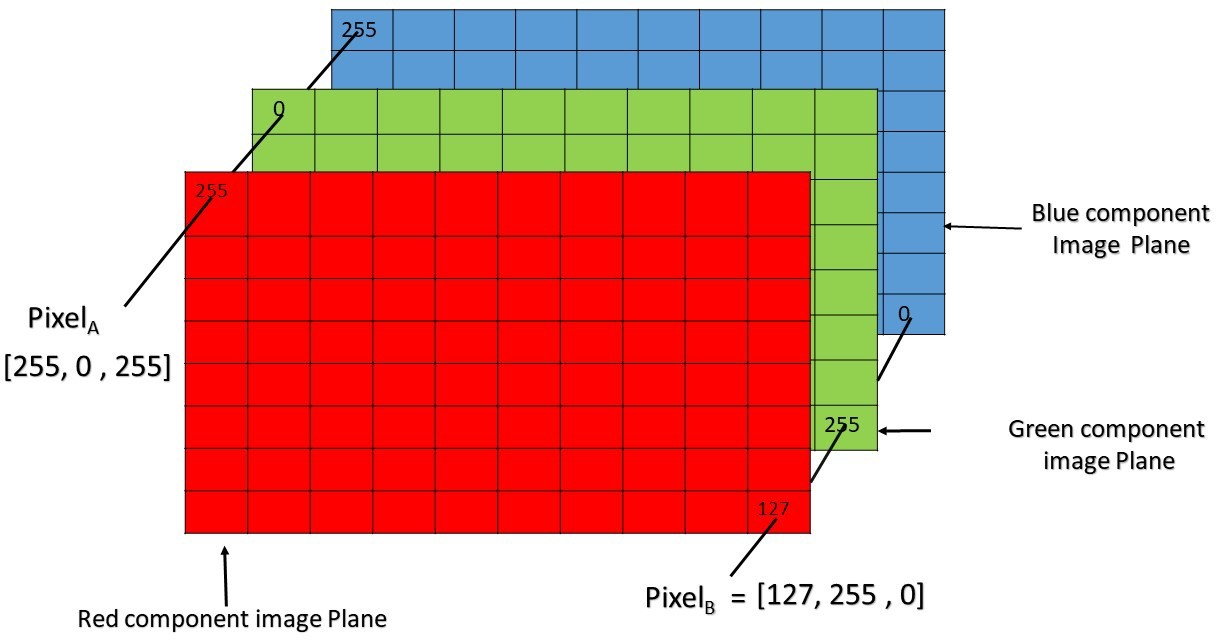 255
0
255
Blue component
Image Plane
Pixel_A
[255, 0 , 255]
0
255
Green component
image Plane
127
Pixel_B = [127, 255 , 0]
Red component image Plane